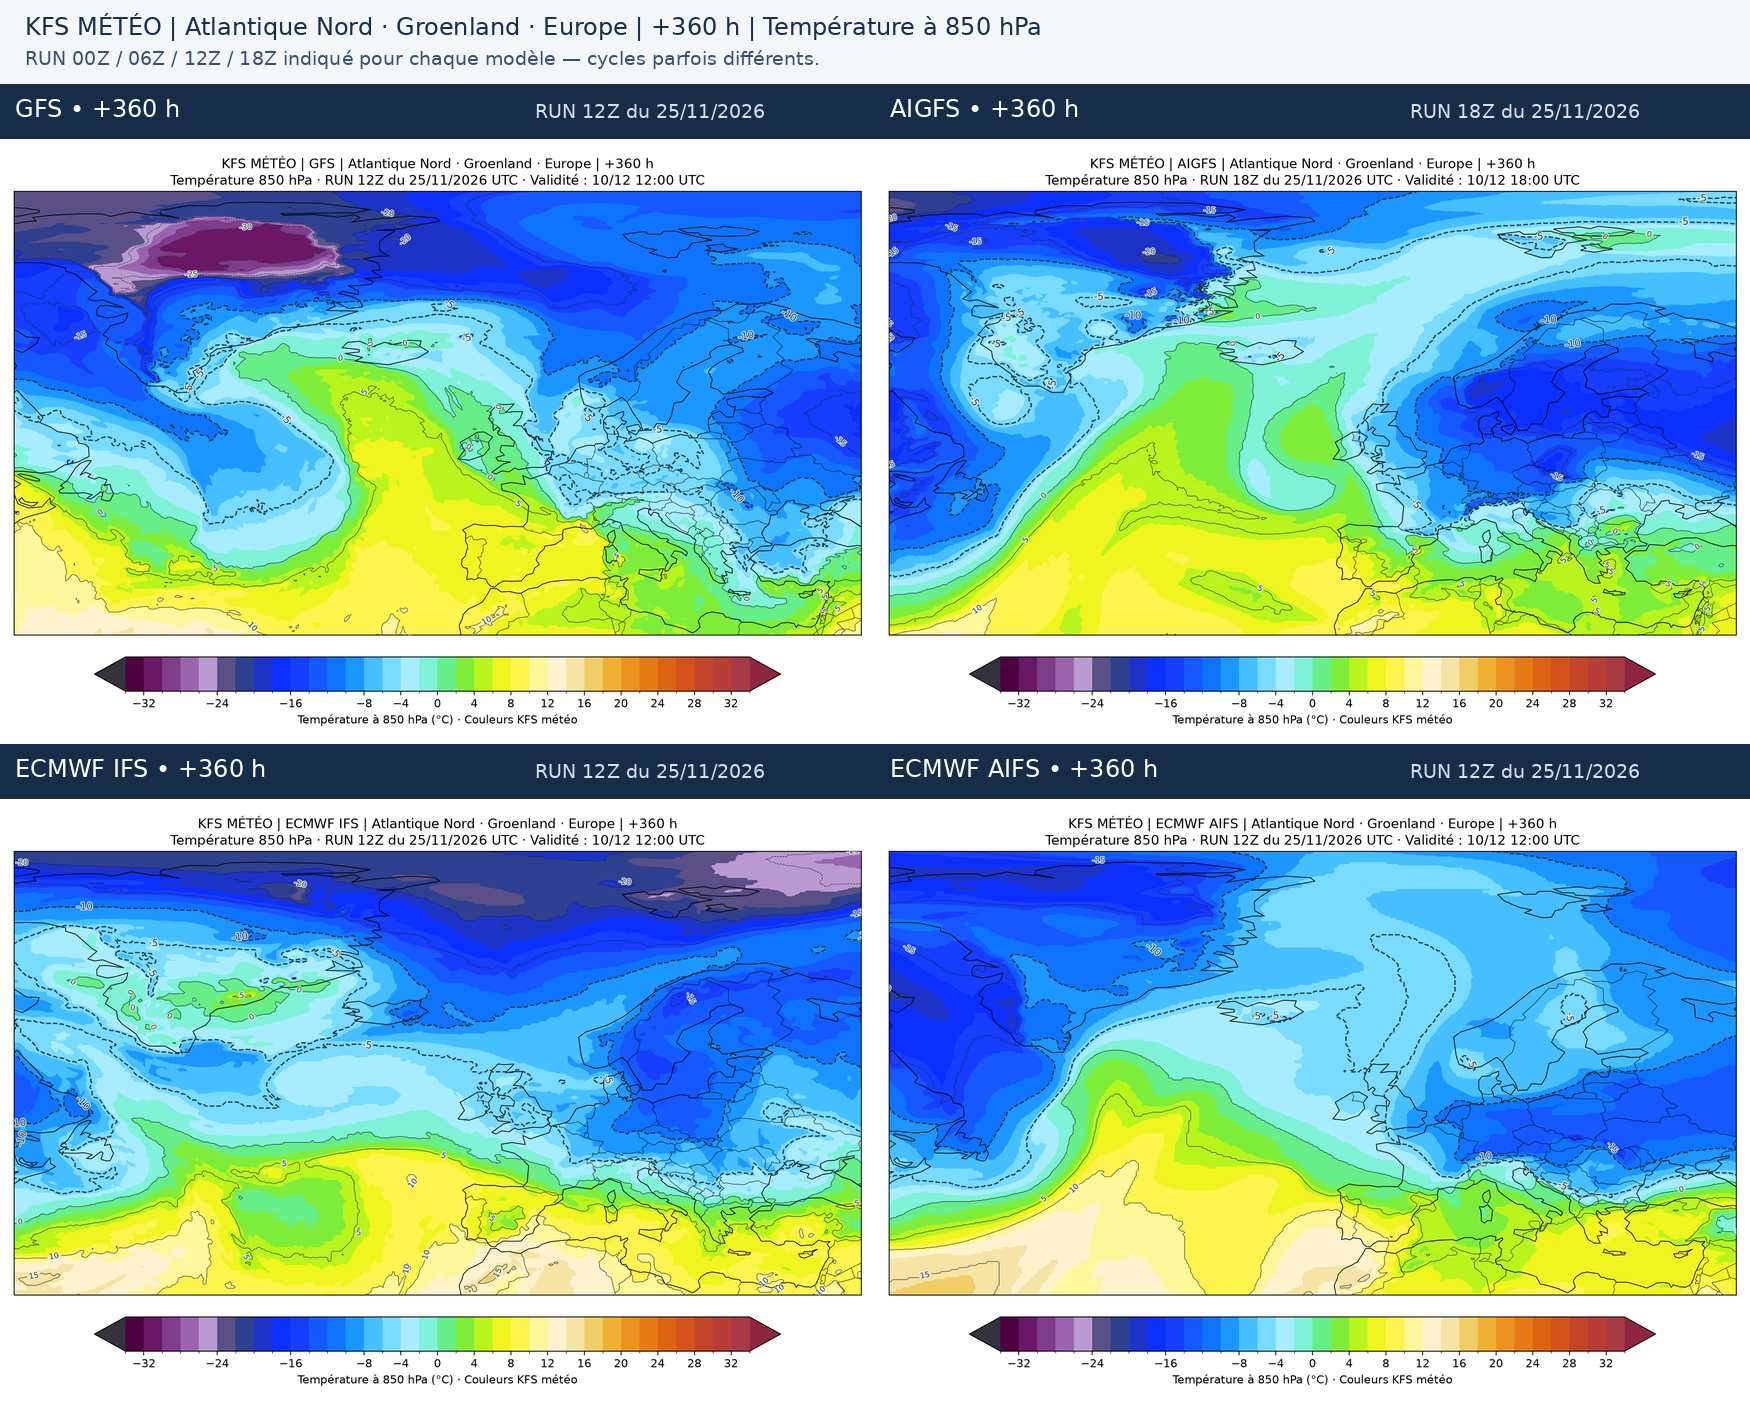 KFS MÉTÉO | Atlantique Nord · Groenland · Europe | +360 h | Température à 850 hPa
RUN 00Z / 06Z / 12Z / 18Z indiqué pour chaque modèle — cycles parfois différents.
GFS • +360 h
RUN 12Z du 25/11/2026
AIGFS • +360 h
RUN 18Z du 25/11/2026
KFS MÉTÉO | GFS | Atlantique Nord · Groenland · Europe | +360 h
Température 850 hPa · RUN 12Z du 25/11/2026 UTC · Validité : 10/12 12:00 UTC
KFS MÉTÉO | AIGFS | Atlantique Nord · Groenland · Europe | +360 h
Température 850 hPa · RUN 18Z du 25/11/2026 UTC · Validité : 10/12 18:00 UTC
−32 −24 −16 −8 −4 0 4 8 12 16 20 24 28 32
Température à 850 hPa (°C) · Couleurs KFS météo
−32 −24 −16 −8 −4 0 4 8 12 16 20 24 28 32
Température à 850 hPa (°C) · Couleurs KFS météo
ECMWF IFS • +360 h
RUN 12Z du 25/11/2026
ECMWF AIFS • +360 h
RUN 12Z du 25/11/2026
KFS MÉTÉO | ECMWF IFS | Atlantique Nord · Groenland · Europe | +360 h
Température 850 hPa · RUN 12Z du 25/11/2026 UTC · Validité : 10/12 12:00 UTC
KFS MÉTÉO | ECMWF AIFS | Atlantique Nord · Groenland · Europe | +360 h
Température 850 hPa · RUN 12Z du 25/11/2026 UTC · Validité : 10/12 12:00 UTC
−32 −24 −16 −8 −4 0 4 8 12 16 20 24 28 32
Température à 850 hPa (°C) · Couleurs KFS météo
−32 −24 −16 −8 −4 0 4 8 12 16 20 24 28 32
Température à 850 hPa (°C) · Couleurs KFS météo